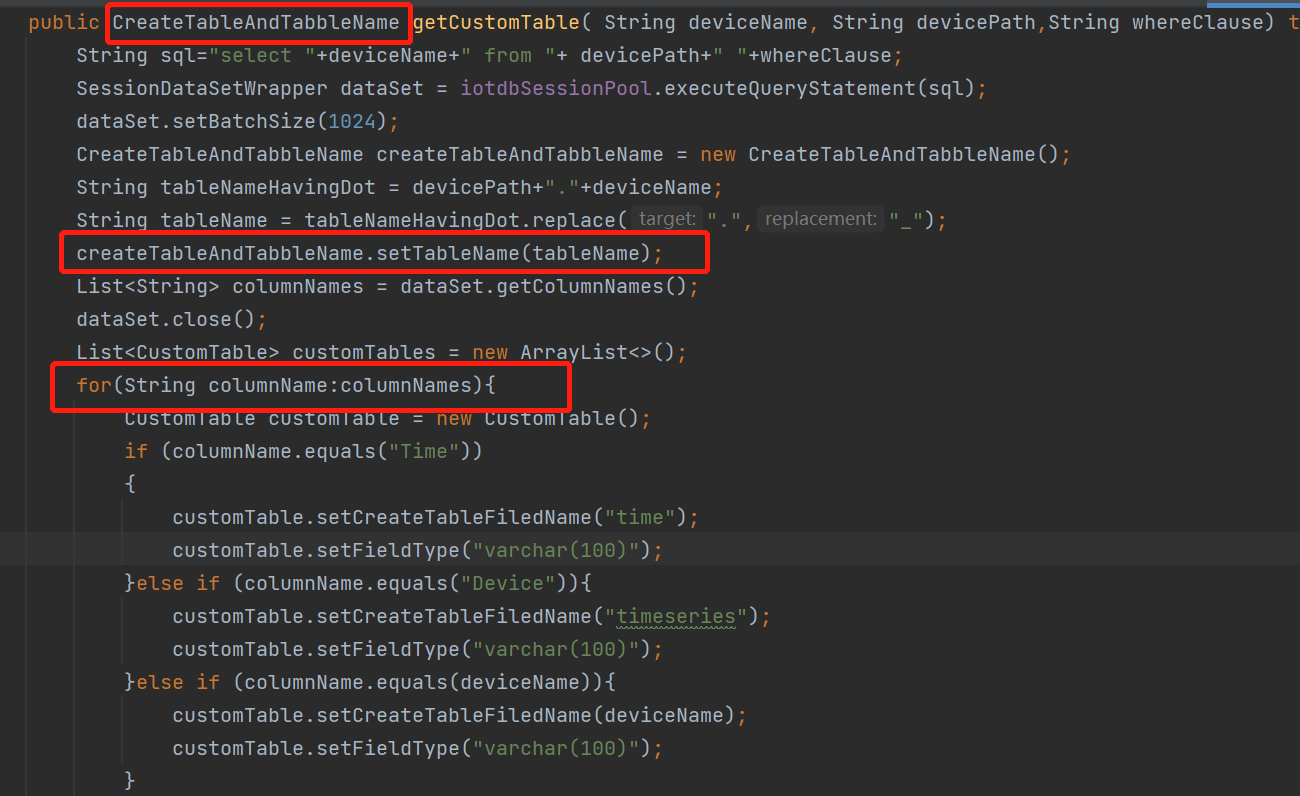 public CreateTableAndTabbleName getCustomTable( String deviceName, String devicePath,String whereClause) t
String sql="select "+deviceName+" from "+ devicePath+" "+whereClause;
SessionDataSetWrapper dataSet = iotdbSessionPool.executeQueryStatement(sql);
dataSet.setBatchSize(1024);
CreateTableAndTabbleName createTableAndTabbleName = new CreateTableAndTabbleName();
String tableNameHavingDot = devicePath+"."+deviceName;
String tableName = tableNameHavingDot.replace( target: ".", replacement: "_");
createTableAndTabbleName.setTableName(tableName);
List<String> columnNames = dataSet.getColumnNames();
dataSet.close();
List<CustomTable> customTables = new ArrayList<>();
for(String columnName:columnNames){
CustomTable customTable = new CustomTable();
if (columnName.equals("Time"))
{
customTable.setCreateTableFiledName("time");
customTable.setFieldType("varchar(100)");
}else if (columnName.equals("Device")){
customTable.setCreateTableFiledName("timeseries");
customTable.setFieldType("varchar(100)");
}else if (columnName.equals(deviceName)){
customTable.setCreateTableFiledName(deviceName);
customTable.setFieldType("varchar(100)");
}